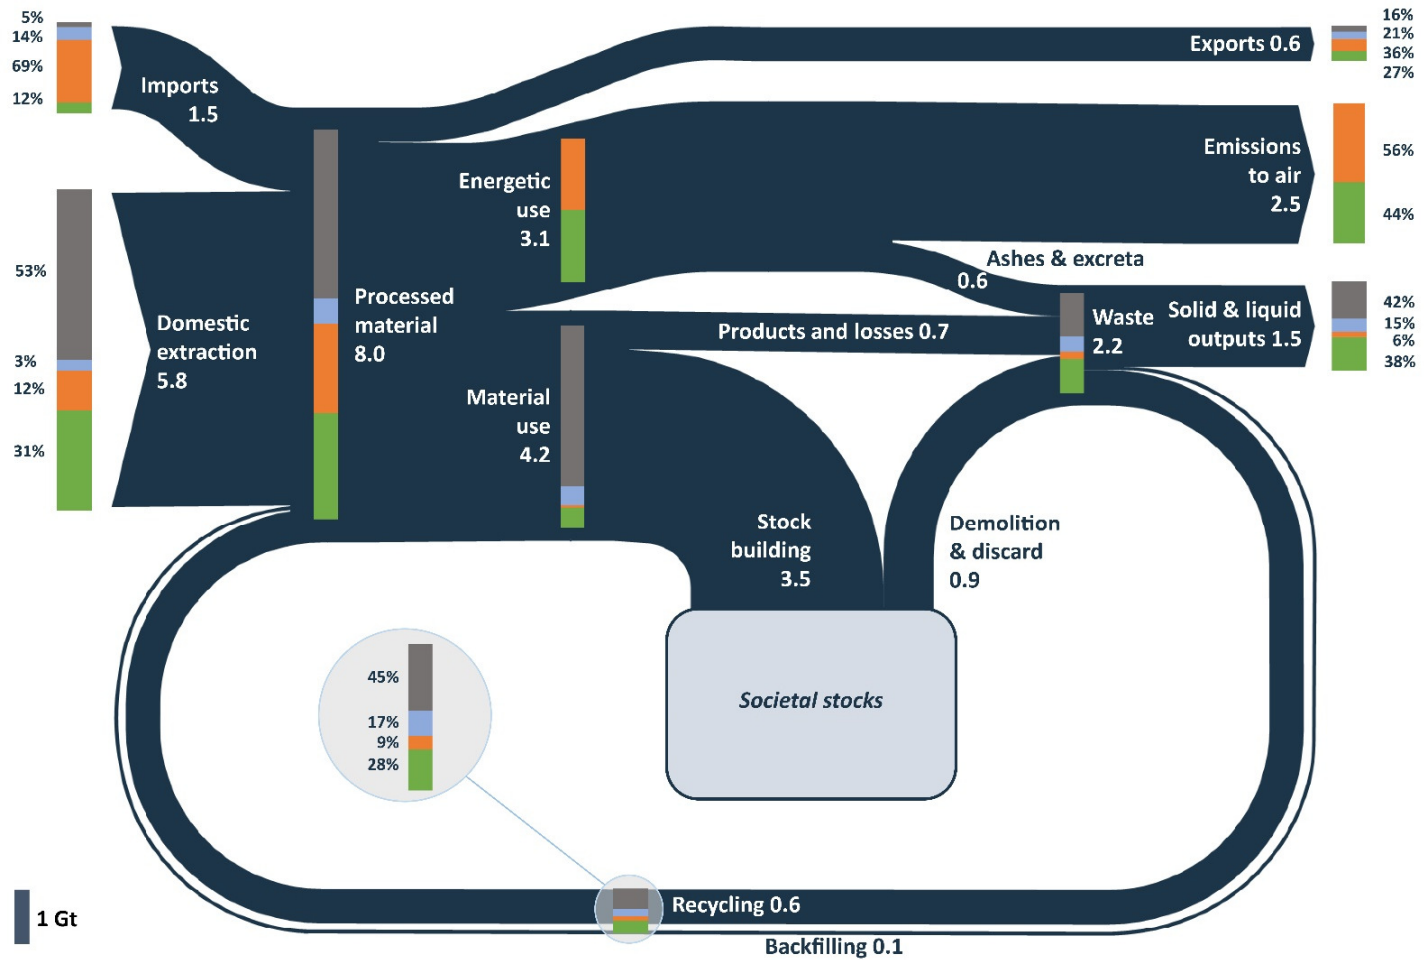 5%
14%
69%
12%
Imports
1.5
53%
3%
12%
31%
Domestic
extraction
5.8
Processed
material
8.0
Energetic
use
3.1
Material
use
4.2
Exports 0.6
16%
21%
36%
27%
Emissions
to air
2.5
56%
44%
Ashes & excreta
0.6
Products and losses 0.7
Waste
2.2
Solid & liquid
outputs 1.5
42%
15%
6%
38%
Stock
building
3.5
Demolition
& discard
0.9
Societal stocks
45%
17%
9%
28%
Recycling 0.6
Backfilling 0.1
1 Gt